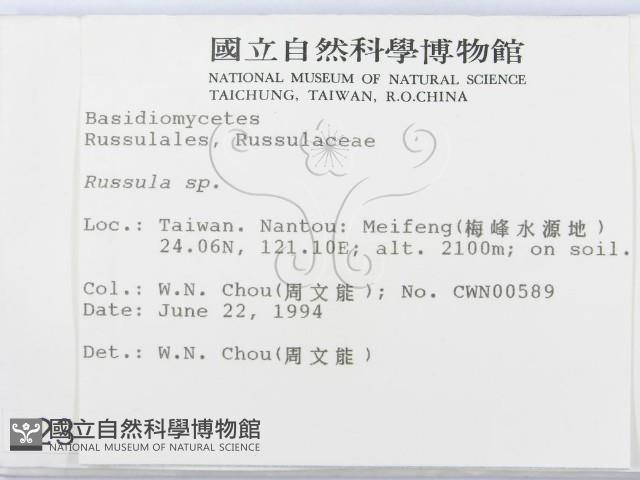 國立自然科學博物館
NATIONAL MUSEUM OF NATURAL SCIENCE
TAICHUNG, TAIWAN, R.O.CHINA
Basidiomycetes
Russulales, Russulaceae
Russula sp.
Loc.: Taiwan. Nantou: Meifeng(梅峰水源地)
24.06N, 121.10E; alt. 2100m; on soil.
Col.: W.N. Chou(周文能); No. CWN00589
Date: June 22, 1994
Det.: W.N. Chou(周文能)
23
國立自然科學博物館
NATIONAL MUSEUM OF NATURAL SCIENCE